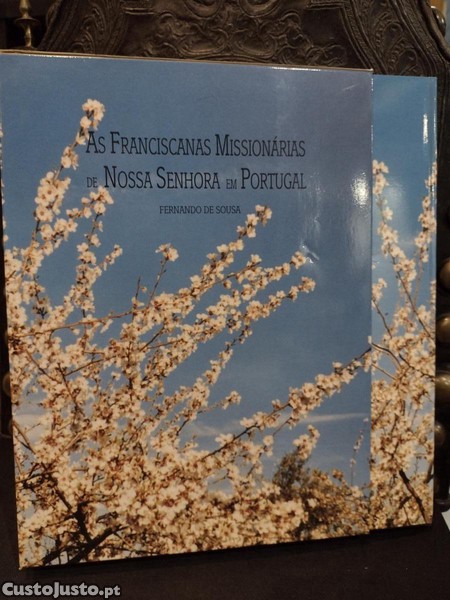 As Franciscanas Missionárias
de Nossa Senhora em Portugal
Fernando de Sousa
CustoJusto.pt